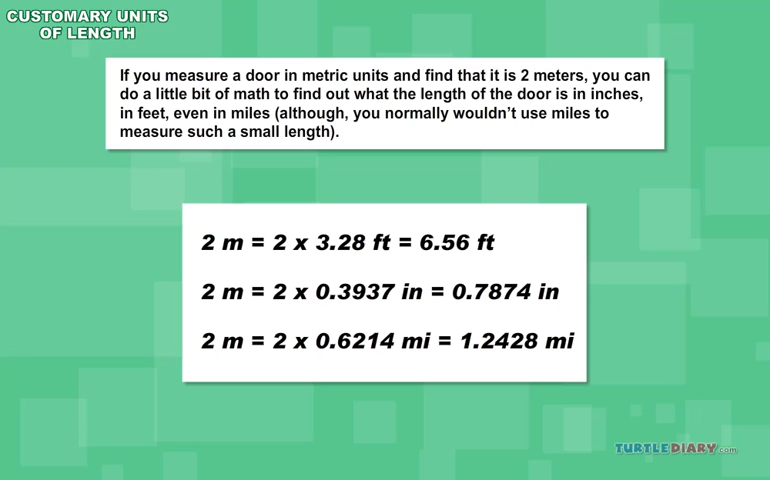 CUSTOMARY UNITS
OF LENGTH
If you measure a door in metric units and find that it is 2 meters, you can
do a little bit of math to find out what the length of the door is in inches,
in feet, even in miles (although, you normally wouldn't use miles to
measure such a small length).
2 m = 2 x 3.28 ft = 6.56 ft
2 m = 2 x 0.3937 in = 0.7874 in
2 m = 2 x 0.6214 mi = 1.2428 mi
TURTLEDIARY.com